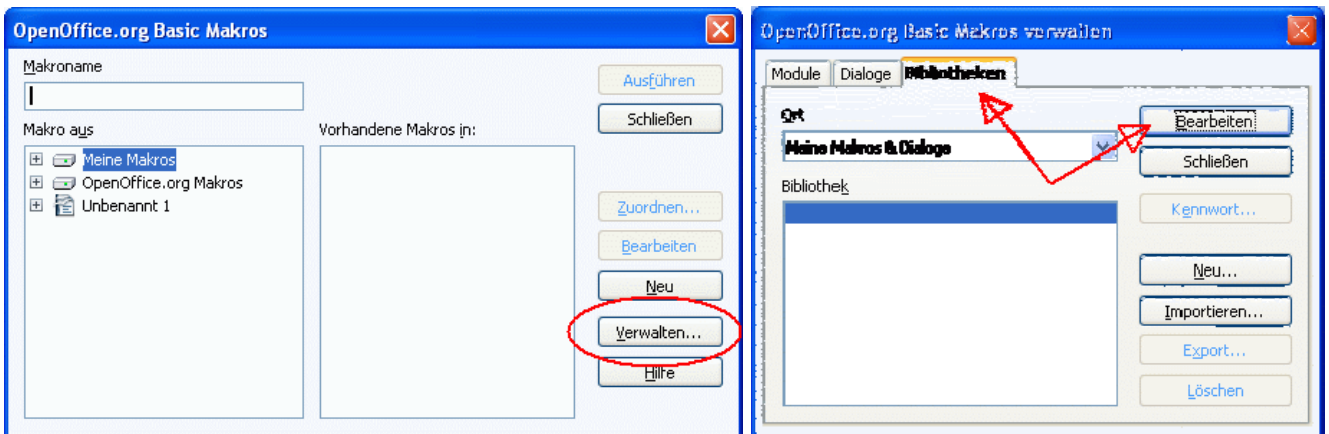 OpenOffice.org Basic Makros
Makroname
Ausführen
Schließen
Makro aus
Vorhandene Makros in:
Meine Makros
OpenOffice.org Makros
Unbenannt 1
Zuordnen...
Bearbeiten
Neu
Verwalten...
Hilfe
OpenOffice.org Basic Makros verwalten
Module
Dialoge
Bibliotheken
Ort
Bearbeiten
Meine Makros & Dialoge
Schließen
Bibliothek
Kennwort...
Neu...
Importieren...
Export...
Löschen